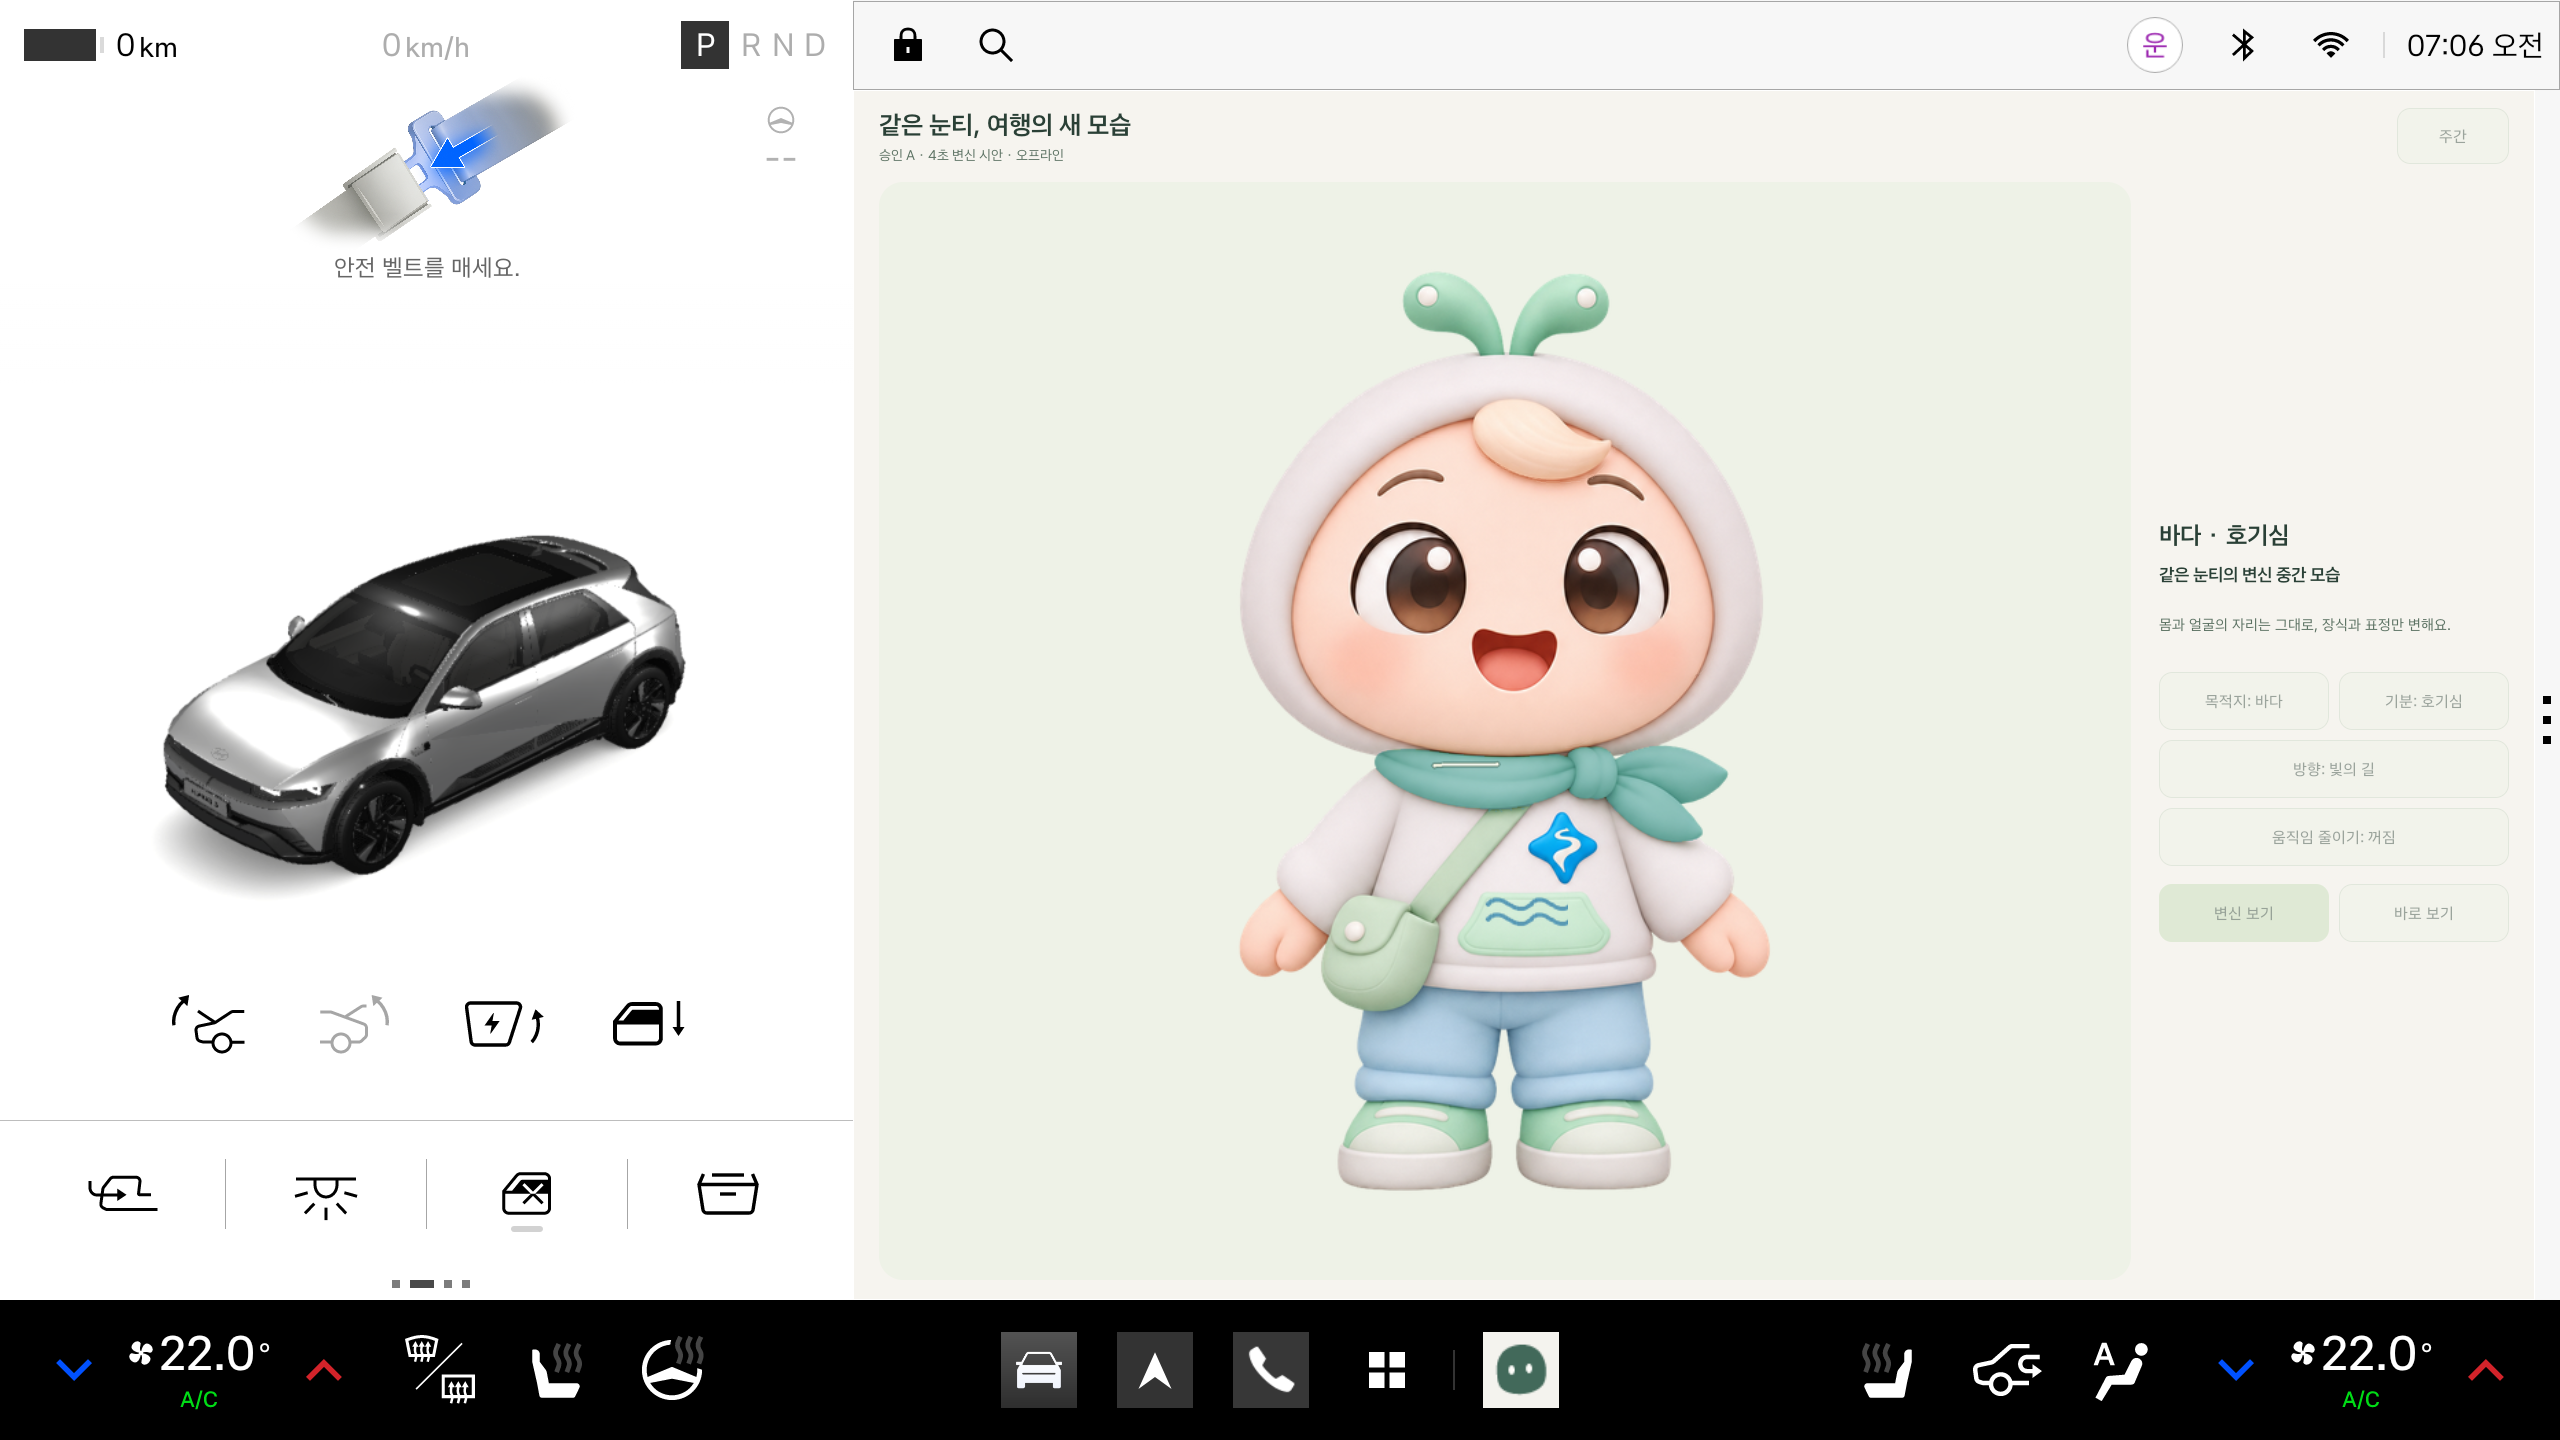 0 km
0 km/h
P R N D
운
07:06 오전
안전 벨트를 매세요.
같은 눈티, 여행의 새 모습
승인 A · 4초 변신 시안 · 오프라인
주간
바다 · 호기심
같은 눈티의 변신 중간 모습
몸과 얼굴의 자리는 그대로, 장식과 표정만 변해요.
목적지: 바다
기분: 호기심
방향: 빛의 길
움직임 줄이기: 꺼짐
변신 보기
바로 보기
22.0°
A/C
A
22.0°
A/C